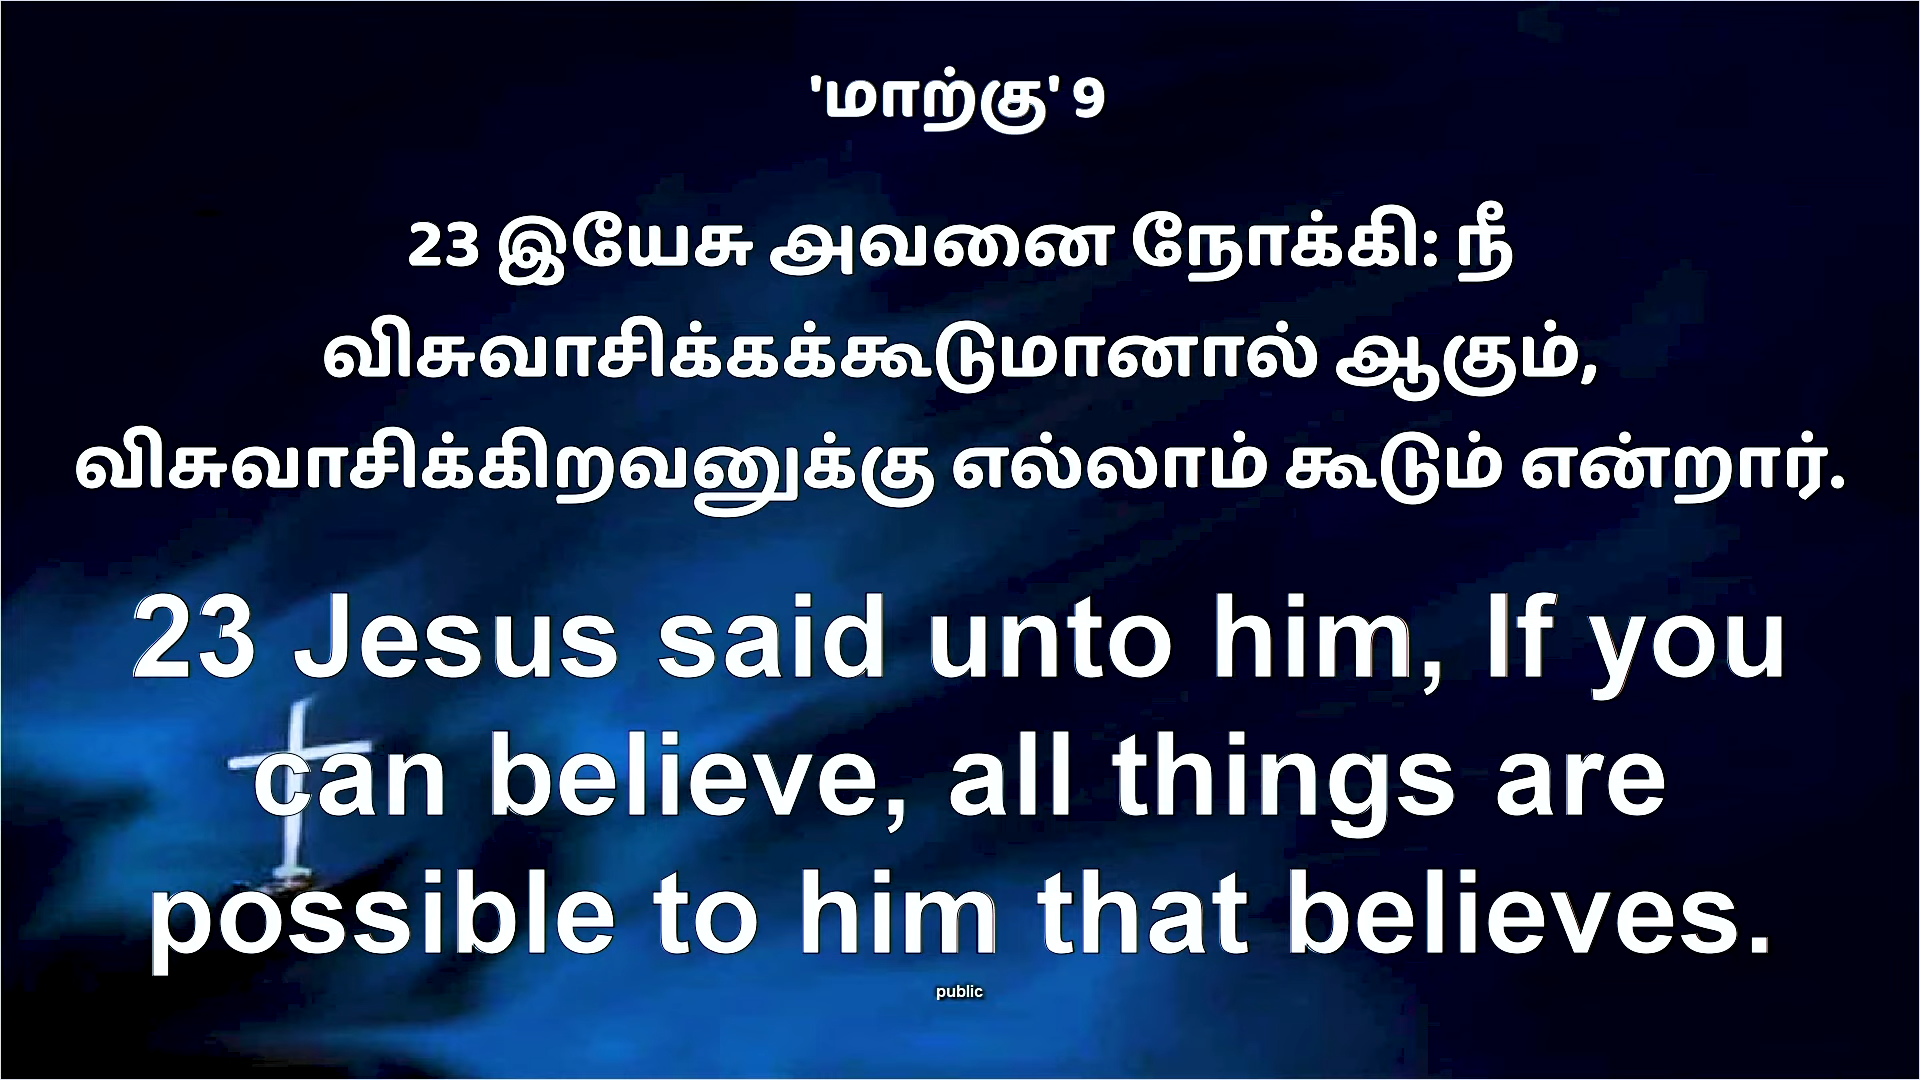 'மாற்கு' 9
23 இயேசு அவனை நோக்கி: நீ
விசுவாசிக்கக்கூடுமானால் ஆகும்,
விசுவாசிக்கிறவனுக்கு எல்லாம் கூடும் என்றார்.
23 Jesus said unto him, If you
can believe, all things are
possible to him that believes.
public